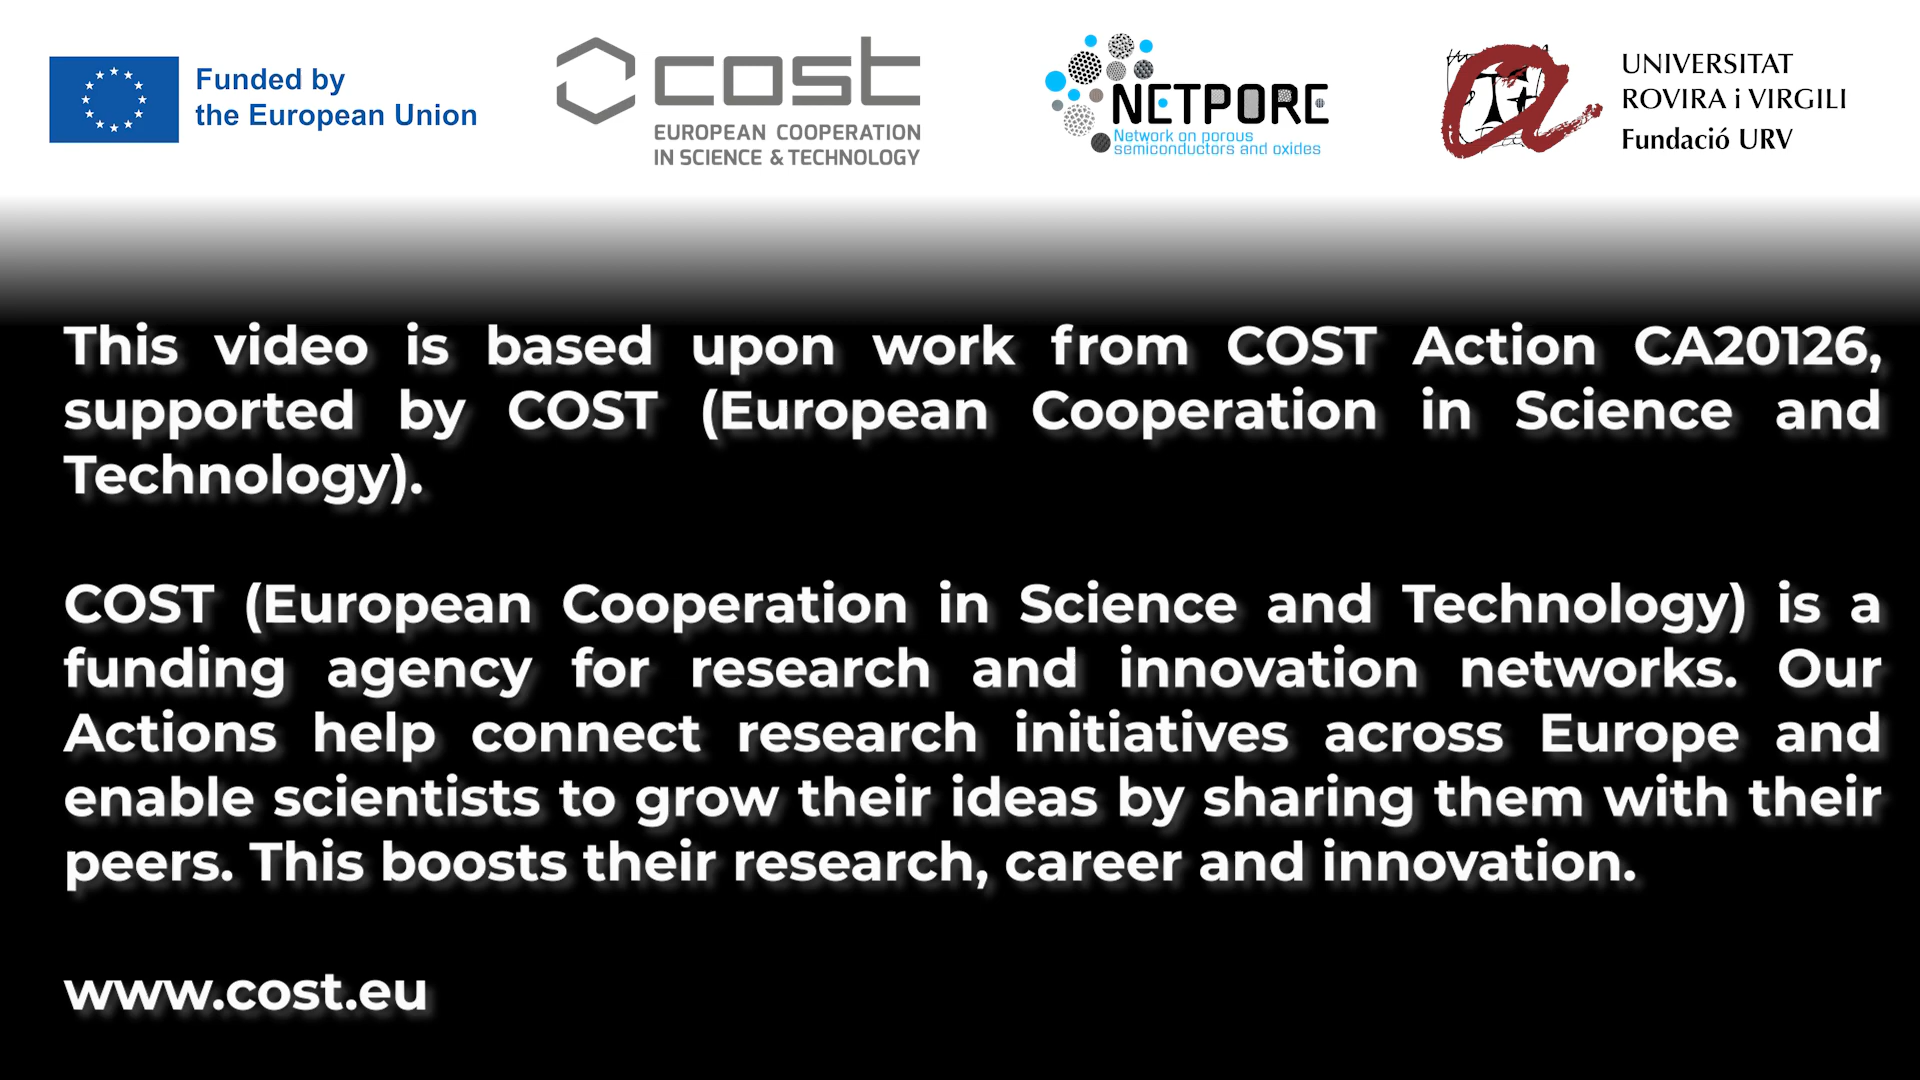 Funded by
the European Union
cost
EUROPEAN COOPERATION
IN SCIENCE & TECHNOLOGY
NETPORE
Network on porous
semiconductors and oxides
UNIVERSITAT
ROVIRA i VIRGILI
Fundació URV
This video is based upon work from COST Action CA20126,
supported by COST (European Cooperation in Science and
Technology).
COST (European Cooperation in Science and Technology) is a
funding agency for research and innovation networks. Our
Actions help connect research initiatives across Europe and
enable scientists to grow their ideas by sharing them with their
peers. This boosts their research, career and innovation.
www.cost.eu